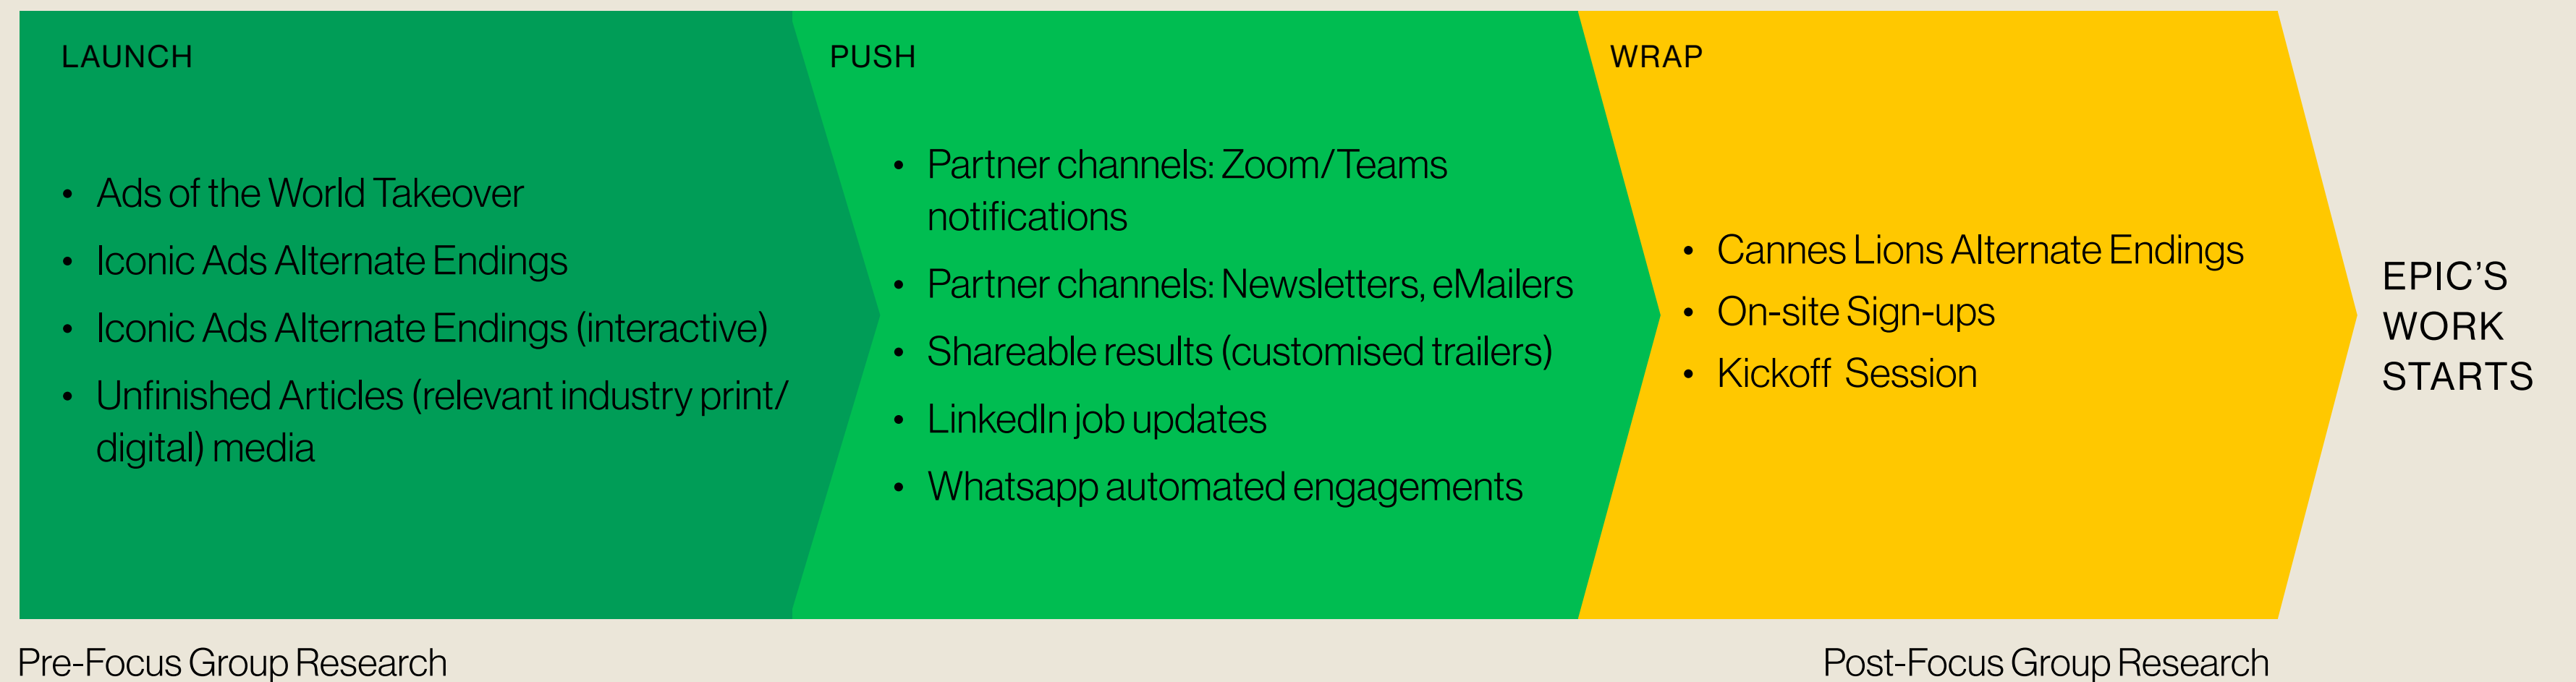 LAUNCH
• Ads of the World Takeover
• Iconic Ads Alternate Endings
• Iconic Ads Alternate Endings (interactive)
• Unfinished Articles (relevant industry print/
digital) media
PUSH
• Partner channels: Zoom/Teams
notifications
• Partner channels: Newsletters, eMailers
• Shareable results (customised trailers)
• LinkedIn job updates
• Whatsapp automated engagements
WRAP
• Cannes Lions Alternate Endings
• On-site Sign-ups
• Kickoff Session
EPIC’S
WORK
STARTS
Pre-Focus Group Research
Post-Focus Group Research